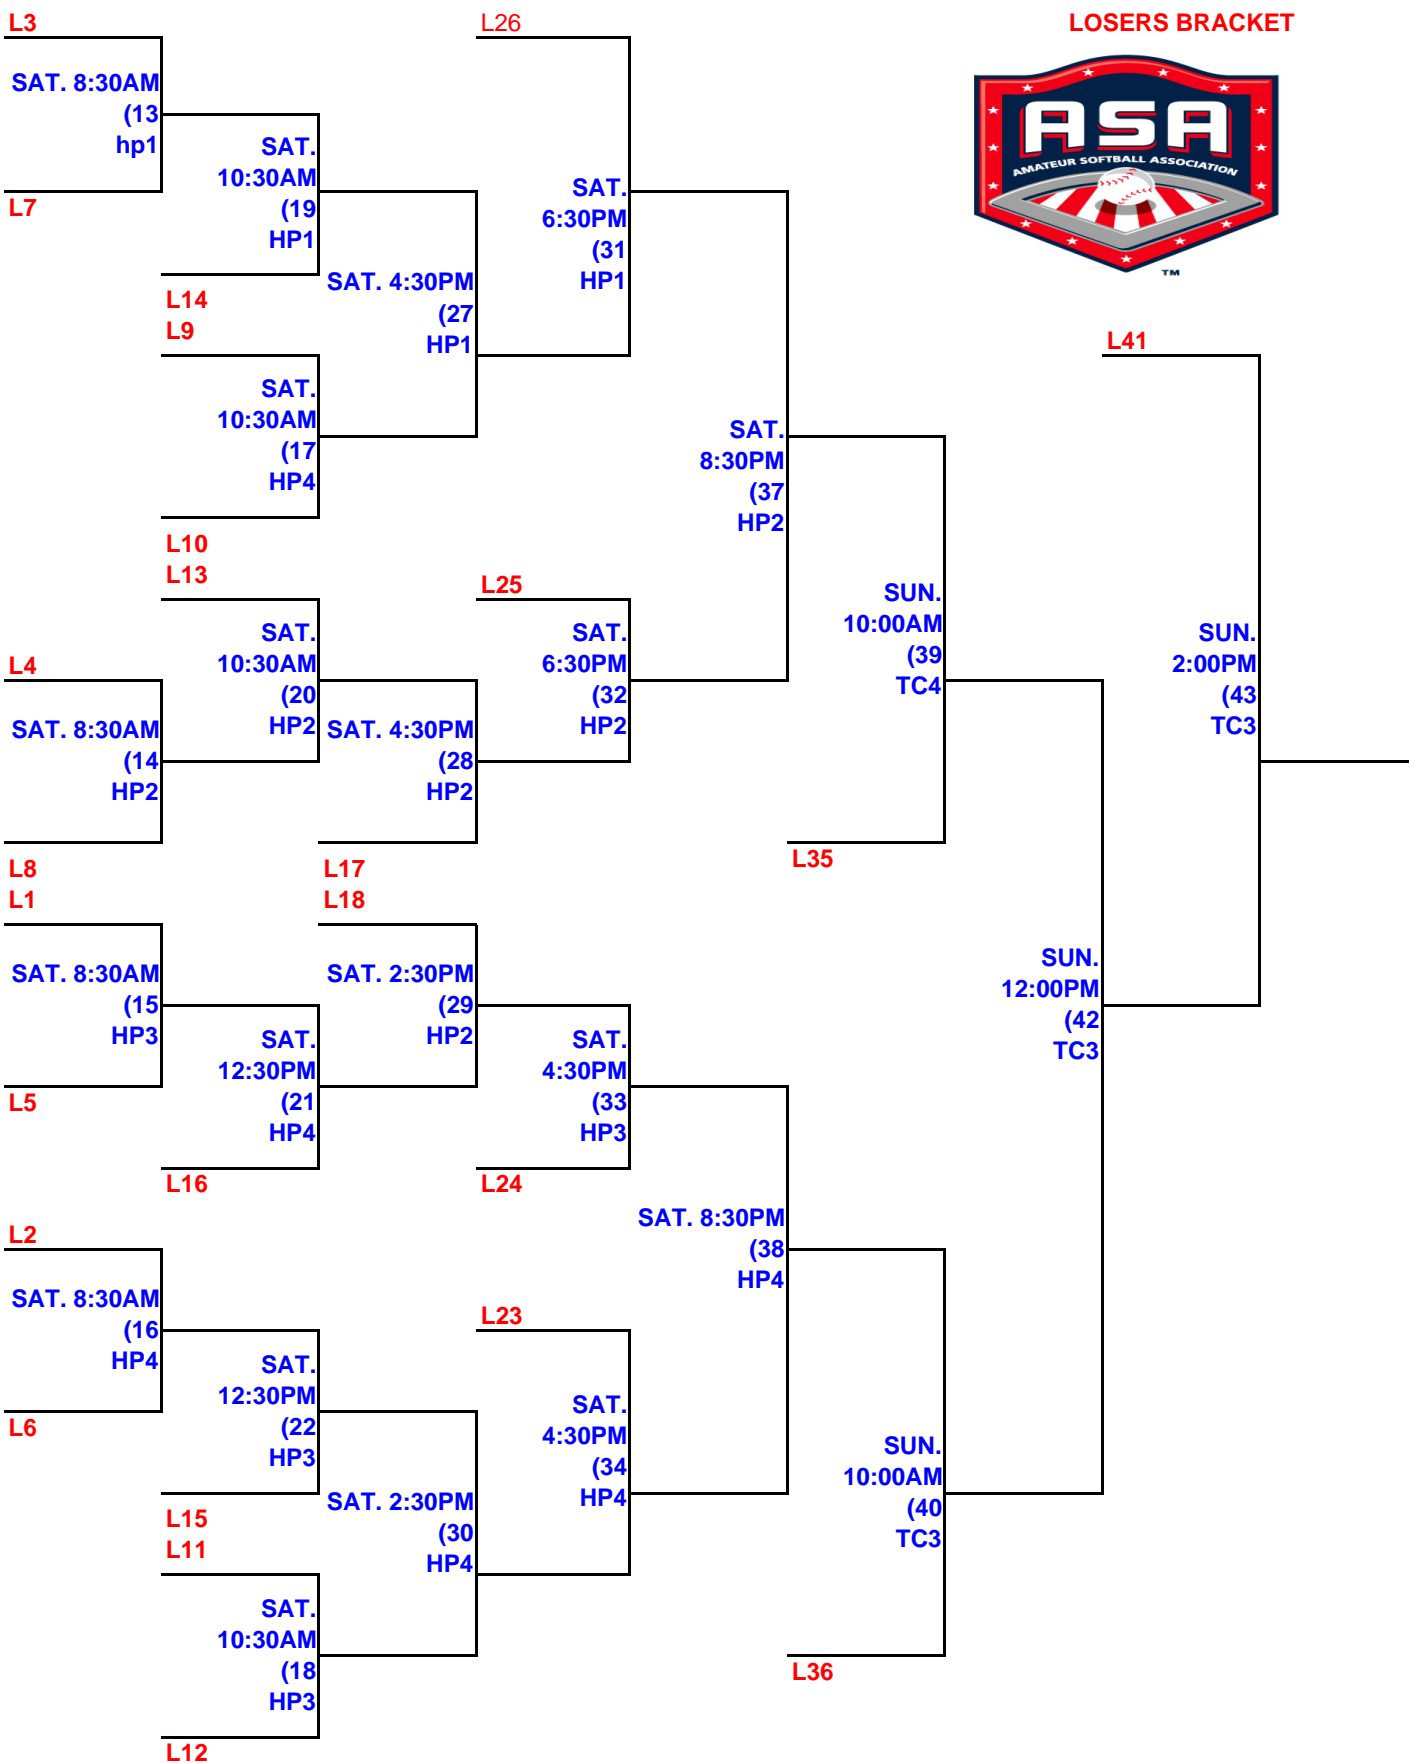 L3
L26
LOSERS BRACKET
ASA
AMATEUR SOFTBALL ASSOCIATION
TM
SAT. 8:30AM
(13
hp1
L7
SAT.
10:30AM
(19
HP1
L14
L9
SAT. 4:30PM
(27
HP1
SAT.
6:30PM
(31
HP1
L41
SAT.
10:30AM
(17
HP4
L10
L13
SAT.
8:30PM
(37
HP2
L25
SAT.
10:30AM
(20
HP2
L4
SAT. 8:30AM
(14
HP2
L8
L1
SAT. 4:30PM
(28
HP2
L17
L18
SAT.
6:30PM
(32
HP2
SUN.
10:00AM
(39
TC4
L35
SUN.
2:00PM
(43
TC3
SAT. 8:30AM
(15
HP3
L5
SAT. 2:30PM
(29
HP2
SAT.
12:30PM
(21
HP4
L16
SAT.
4:30PM
(33
HP3
L24
SUN.
12:00PM
(42
TC3
L2
SAT. 8:30AM
(16
HP4
L6
SAT. 8:30PM
(38
HP4
L23
SAT.
12:30PM
(22
HP3
L15
L11
SAT. 2:30PM
(30
HP4
SAT.
4:30PM
(34
HP4
SUN.
10:00AM
(40
TC3
L36
SAT.
10:30AM
(18
HP3
L12